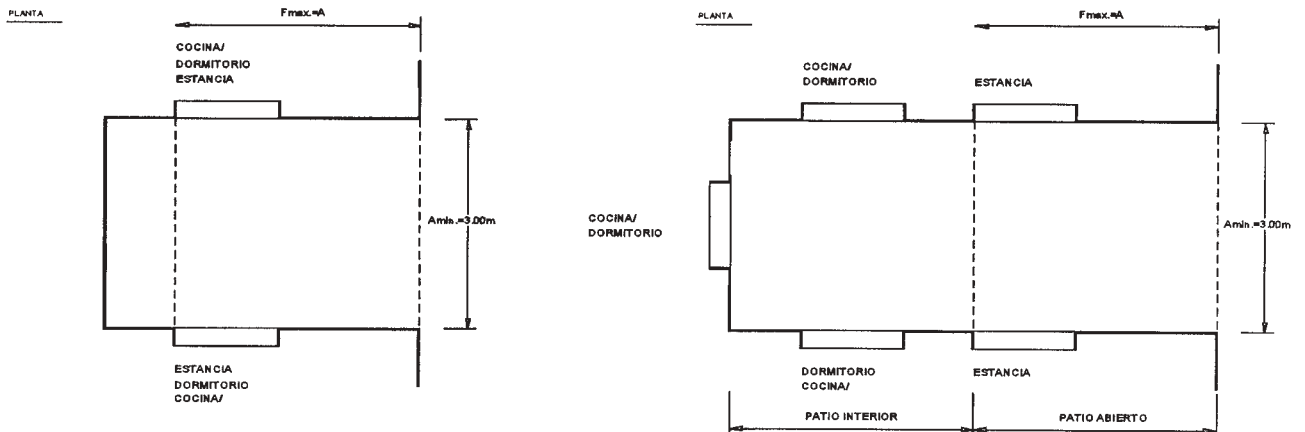 PLANTA
Fmax.=A
COCINA/
DORMITORIO
ESTANCIA
Amin.=3.00m
ESTANCIA
DORMITORIO
COCINA/
PLANTA
Fmax.=A
COCINA/
DORMITORIO
ESTANCIA
COCINA/
DORMITORIO
Amin.=3.00m
DORMITORIO
COCINA/
ESTANCIA
PATIO INTERIOR
PATIO ABIERTO